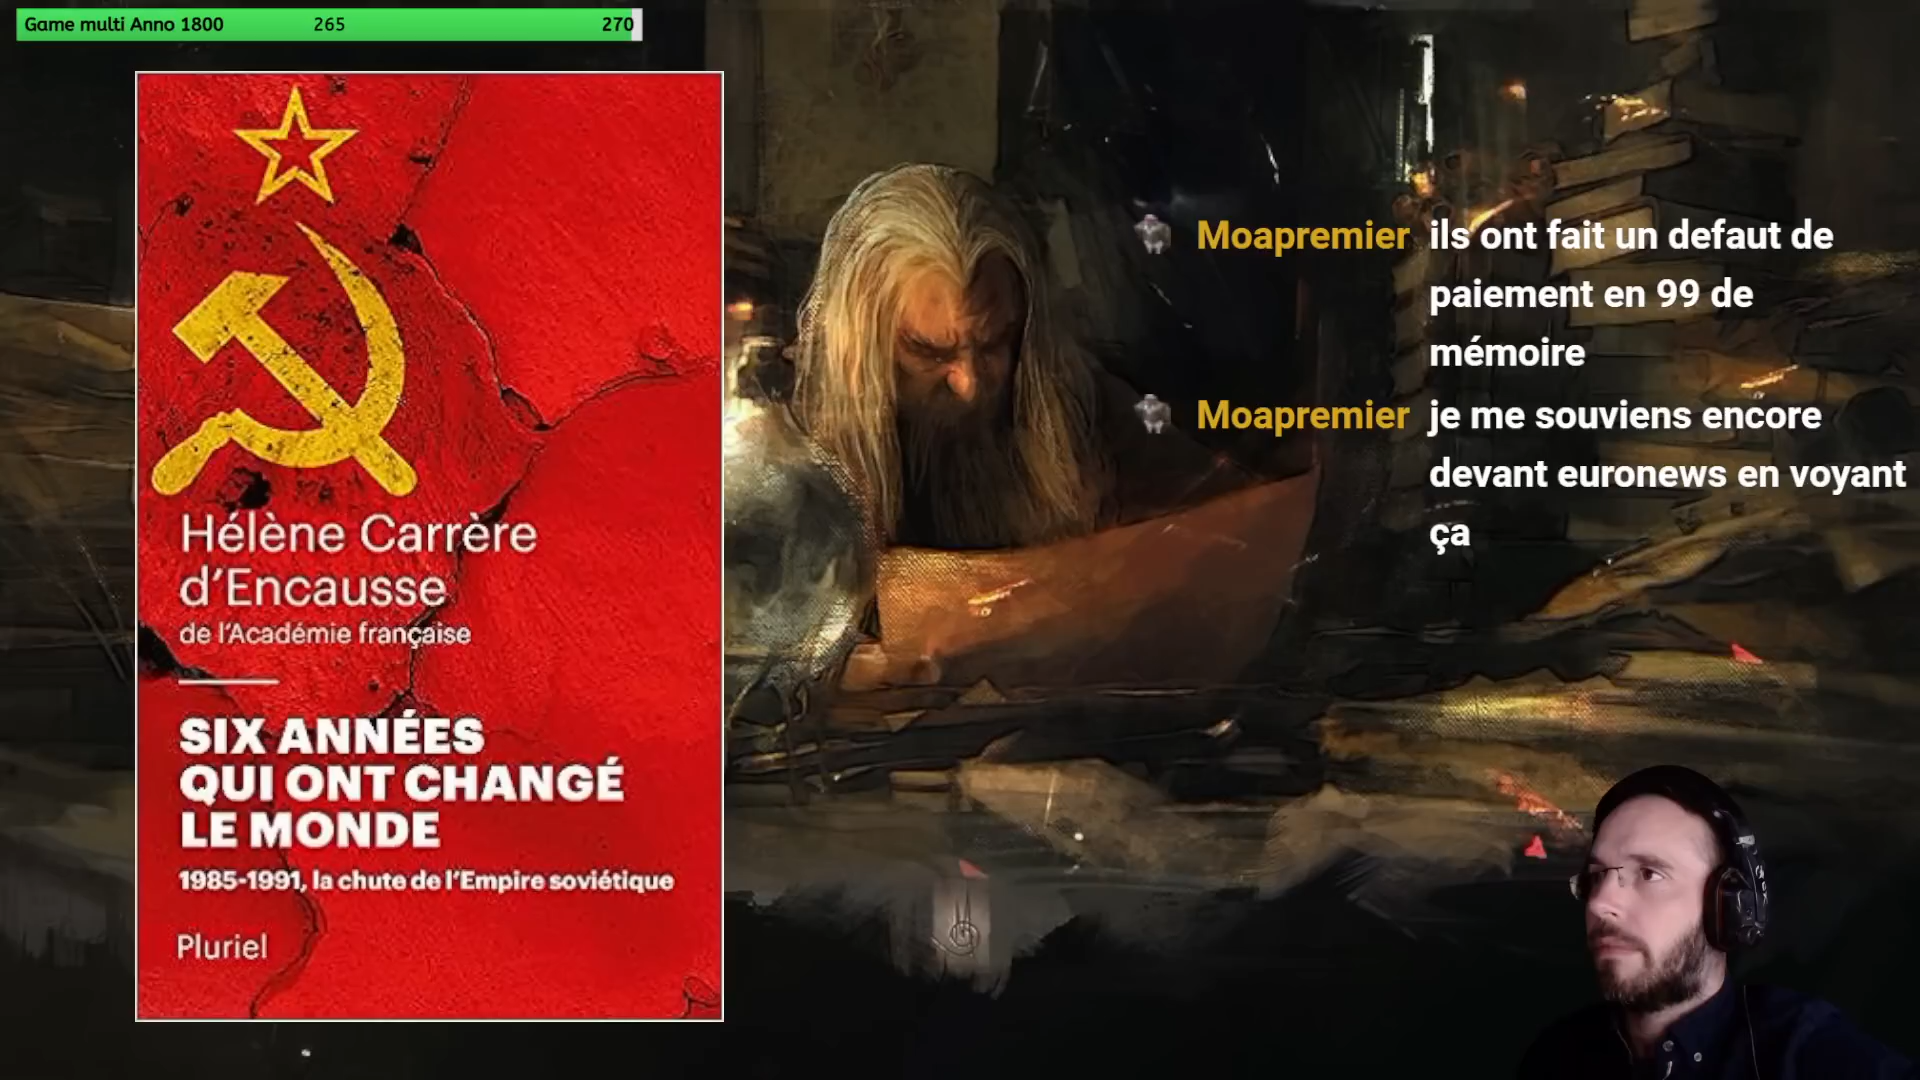 Game multi Anno 1800 265 270
Hélène Carrère
d'Encausse
de l'Académie française
SIX ANNÉES
QUI ONT CHANGÉ
LE MONDE
1985-1991, la chute de l'Empire soviétique
Pluriel
Moapremier ils ont fait un defaut de
paiement en 99 de
mémoire
Moapremier je me souviens encore
devant euronews en voyant
ça